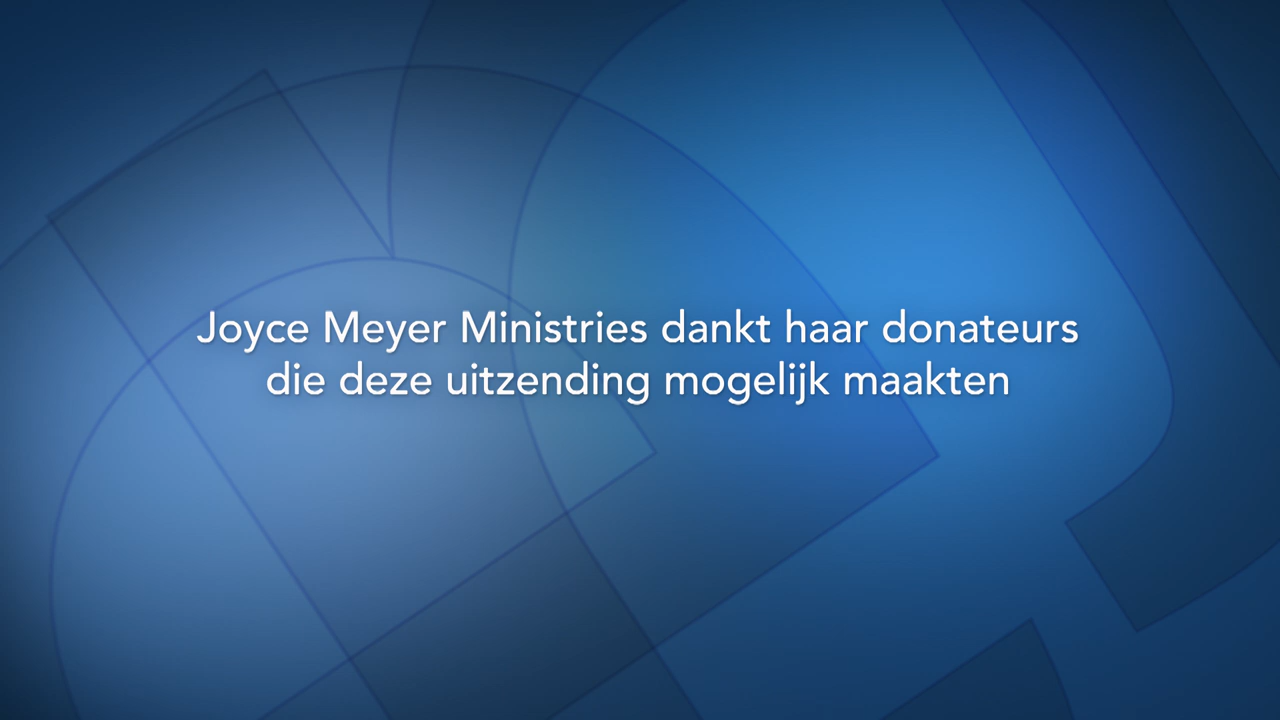 Joyce Meyer Ministries dankt haar donateurs
die deze uitzending mogelijk maakten